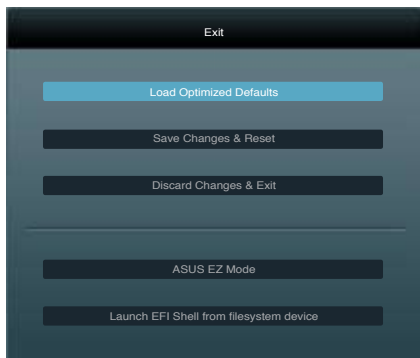 Exit
Load Optimized Defaults
Save Changes & Reset
Discard Changes & Exit
ASUS EZ Mode
Launch EFI Shell from filesystem device